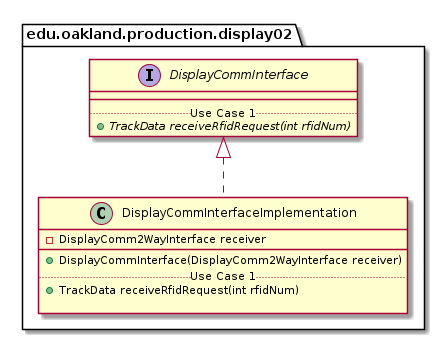 edu.oakland.production.display02
I DisplayCommInterface
Use Case 1
TrackData receiveRfidRequest(int rfidNum)
C DisplayCommInterfaceImplementation
DisplayComm2WayInterface receiver
DisplayCommInterface(DisplayComm2WayInterface receiver)
Use Case 1
TrackData receiveRfidRequest(int rfidNum)